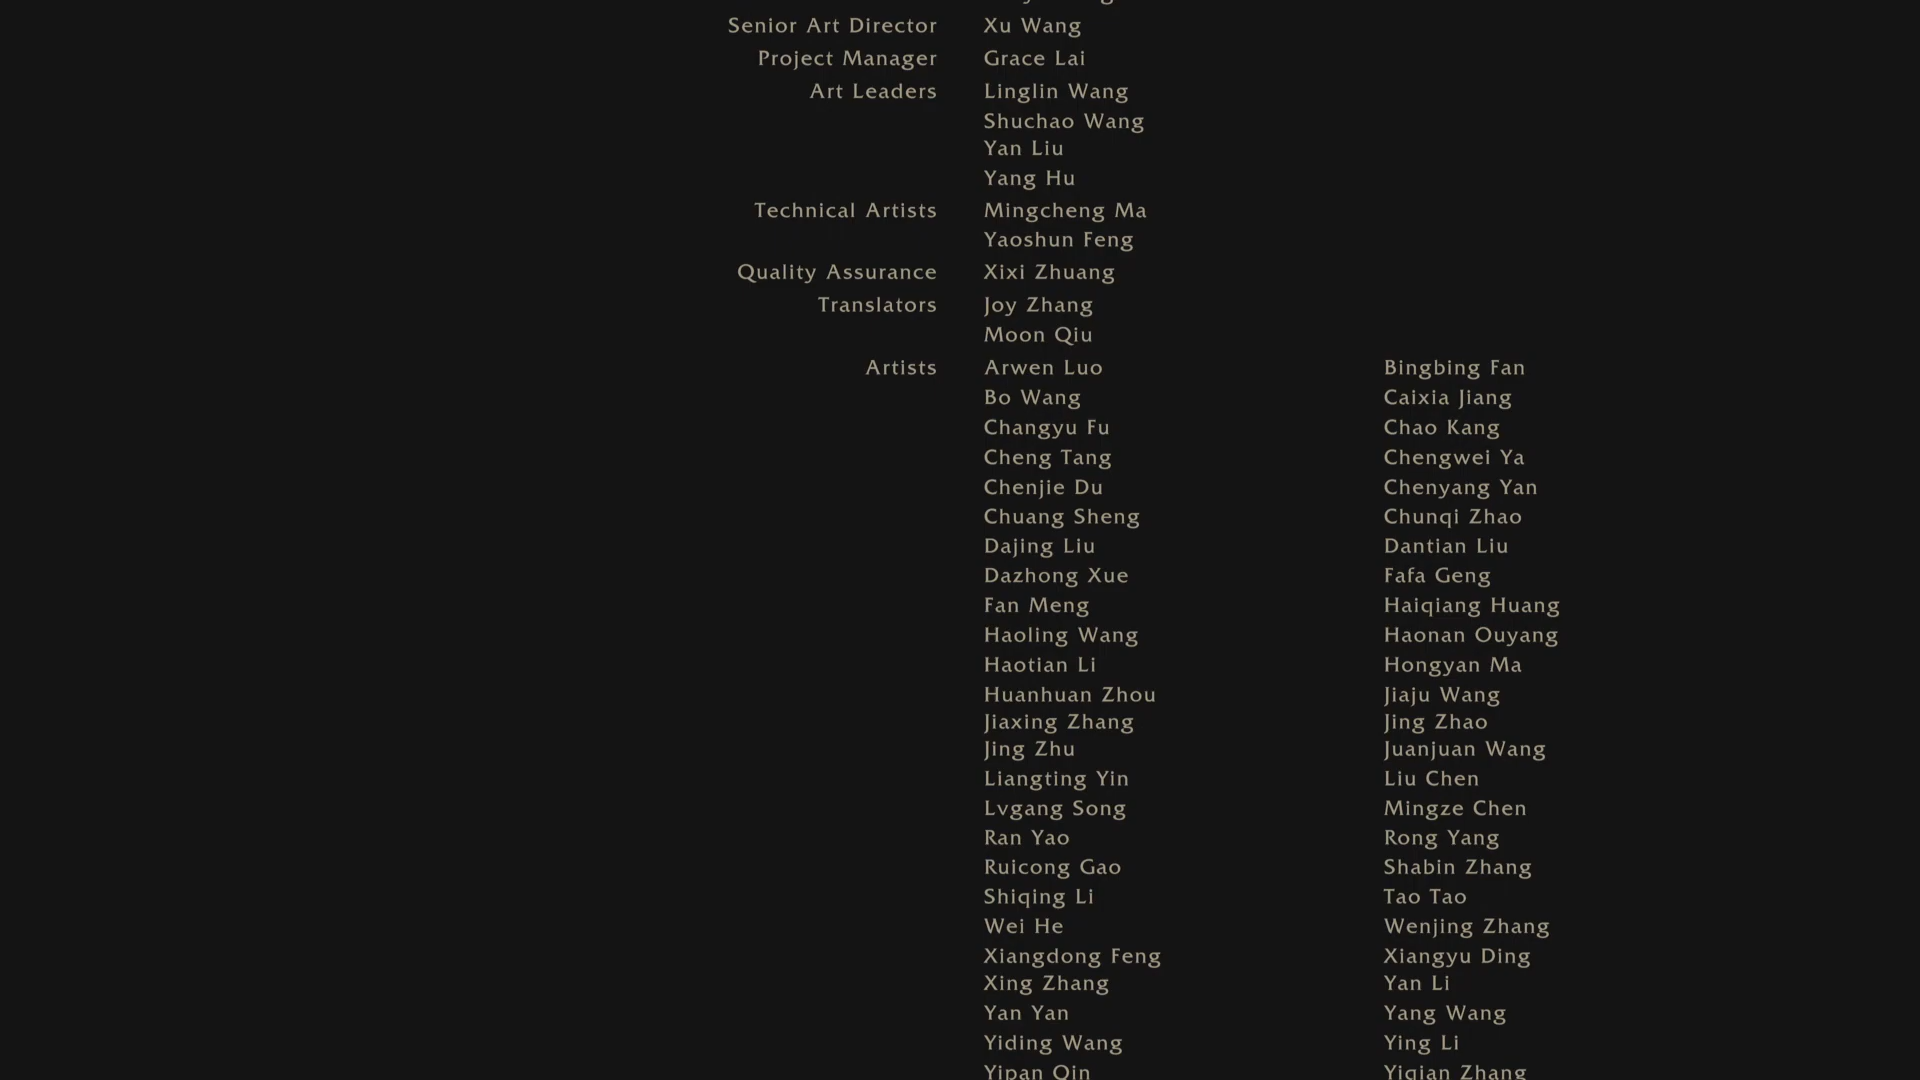 Senior Art Director Xu Wang
Project Manager Grace Lai
Art Leaders Linglin Wang
Shuchao Wang
Yan Liu
Yang Hu
Technical Artists Mingcheng Ma
Yaoshun Feng
Quality Assurance Xixi Zhuang
Translators Joy Zhang
Moon Qiu
Artists Arwen Luo Bingbing Fan
Bo Wang Caixia Jiang
Changyu Fu Chao Kang
Cheng Tang Chengwei Ya
Chenjie Du Chenyang Yan
Chuang Sheng Chunqi Zhao
Dajing Liu Dantian Liu
Dazhong Xue Fafa Geng
Fan Meng Haiqiang Huang
Haoling Wang Haonan Ouyang
Haotian Li Hongyan Ma
Huanhuan Zhou Jiaju Wang
Jiaxing Zhang Jing Zhao
Jing Zhu Juanjuan Wang
Liangting Yin Liu Chen
Lvgang Song Mingze Chen
Ran Yao Rong Yang
Ruicong Gao Shabin Zhang
Shiqing Li Tao Tao
Wei He Wenjing Zhang
Xiangdong Feng Xiangyu Ding
Xing Zhang Yan Li
Yan Yan Yang Wang
Yiding Wang Ying Li
Yipan Qin Yiqian Zhang